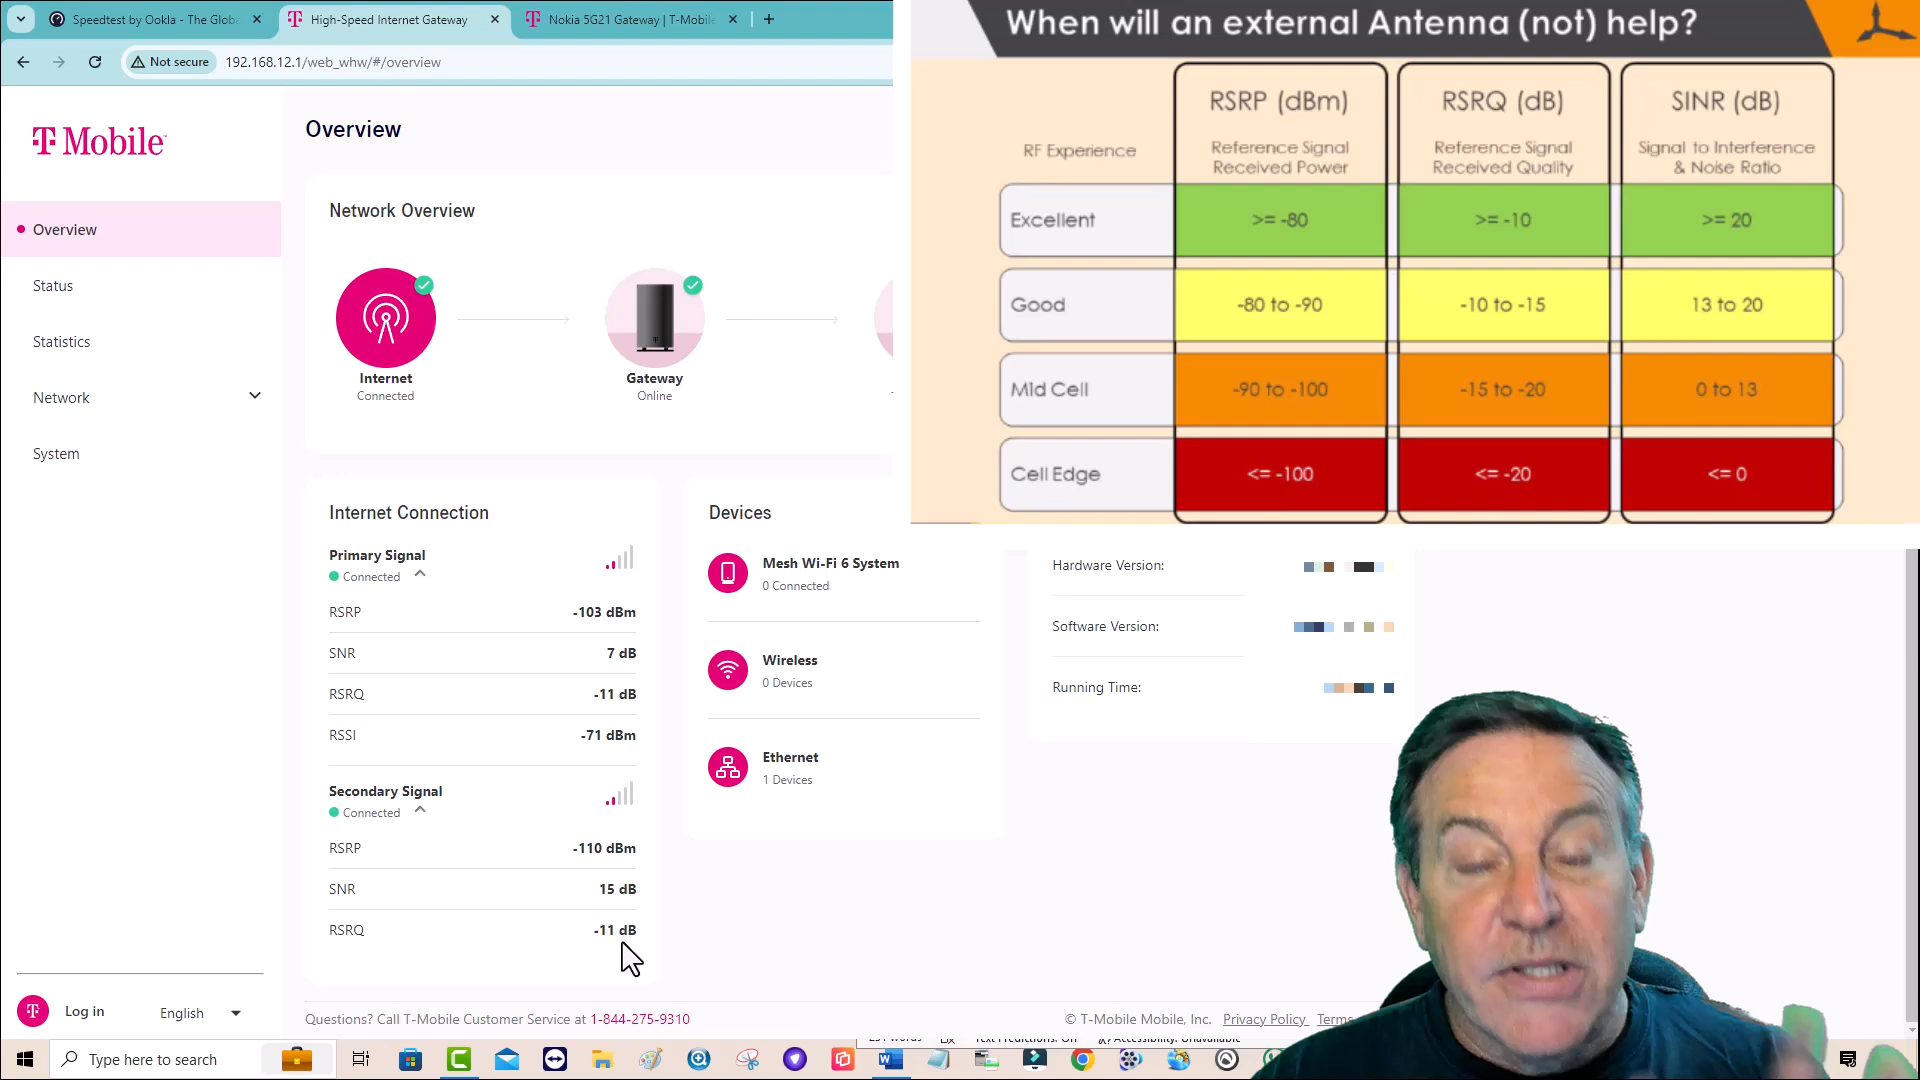 Speedtest by Ookla - The Globa
High-Speed Internet Gateway
Nokia 5G21 Gateway | T-Mobile
Not secure
192.168.12.1/web_whw/#/overview
T Mobile
Overview
Status
Statistics
Network
System
Log in
English
Overview
Network Overview
Internet
Connected
Gateway
Online
Internet Connection
Primary Signal
Connected
RSRP -103 dBm
SNR 7 dB
RSRQ -11 dB
RSSI -71 dBm
Secondary Signal
Connected
RSRP -110 dBm
SNR 15 dB
RSRQ -11 dB
Devices
Mesh Wi-Fi 6 System
0 Connected
Wireless
0 Devices
Ethernet
1 Devices
Hardware Version:
Software Version:
Running Time:
When will an external Antenna (not) help?
RF Experience
RSRP (dBm)
Reference Signal
Received Power
RSRQ (dB)
Reference Signal
Received Quality
SINR (dB)
Signal to Interference
& Noise Ratio
Excellent >= -80 >= -10 >= 20
Good -80 to -90 -10 to -15 13 to 20
Mid Cell -90 to -100 -15 to -20 0 to 13
Cell Edge <= -100 <= -20 <= 0
Questions? Call T-Mobile Customer Service at 1-844-275-9310
© T-Mobile Mobile, Inc. Privacy Policy Terms
Type here to search